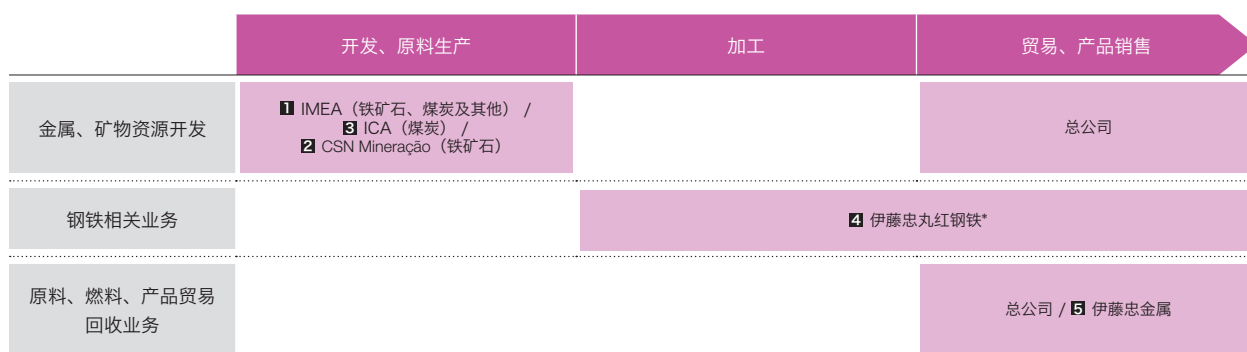 开发、原料生产
加工
贸易、产品销售
金属、矿物资源开发
1 IMEA（铁矿石、煤炭及其他） /
3 ICA（煤炭） /
2 CSN Mineração（铁矿石）
总公司
钢铁相关业务
4 伊藤忠丸红钢铁*
原料、燃料、产品贸易
回收业务
总公司 / 5 伊藤忠金属